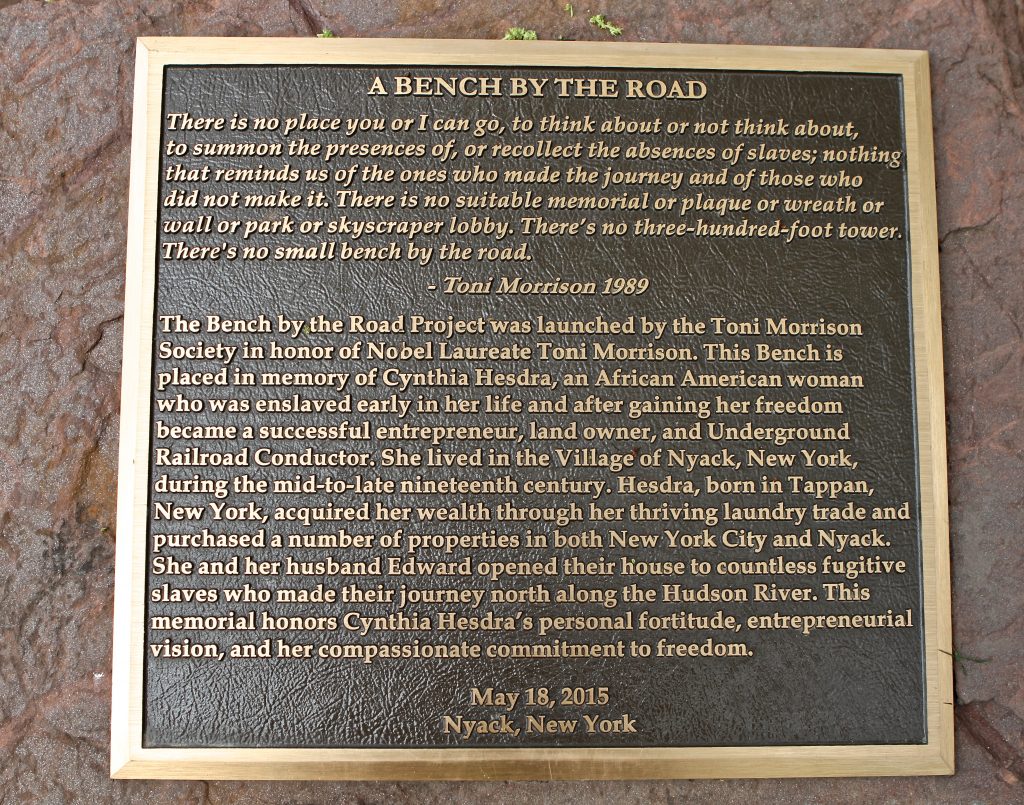 A BENCH BY THE ROAD
There is no place you or I can go, to think about or not think about,
to summon the presences of, or recollect the absences of slaves; nothing
that reminds us of the ones who made the journey and of those who
did not make it. There is no suitable memorial or plaque or wreath or
wall or park or skyscraper lobby. There's no three-hundred-foot tower.
There's no small bench by the road.
- Toni Morrison 1989
The Bench by the Road Project was launched by the Toni Morrison
Society in honor of Nobel Laureate Toni Morrison. This Bench is
placed in memory of Cynthia Hesdra, an African American woman
who was enslaved early in her life and after gaining her freedom
became a successful entrepreneur, land owner, and Underground
Railroad Conductor. She lived in the Village of Nyack, New York,
during the mid-to-late nineteenth century. Hesdra, born in Tappan,
New York, acquired her wealth through her thriving laundry trade and
purchased a number of properties in both New York City and Nyack.
She and her husband Edward opened their house to countless fugitive
slaves who made their journey north along the Hudson River. This
memorial honors Cynthia Hesdra's personal fortitude, entrepreneurial
vision, and her compassionate commitment to freedom.
May 18, 2015
Nyack, New York